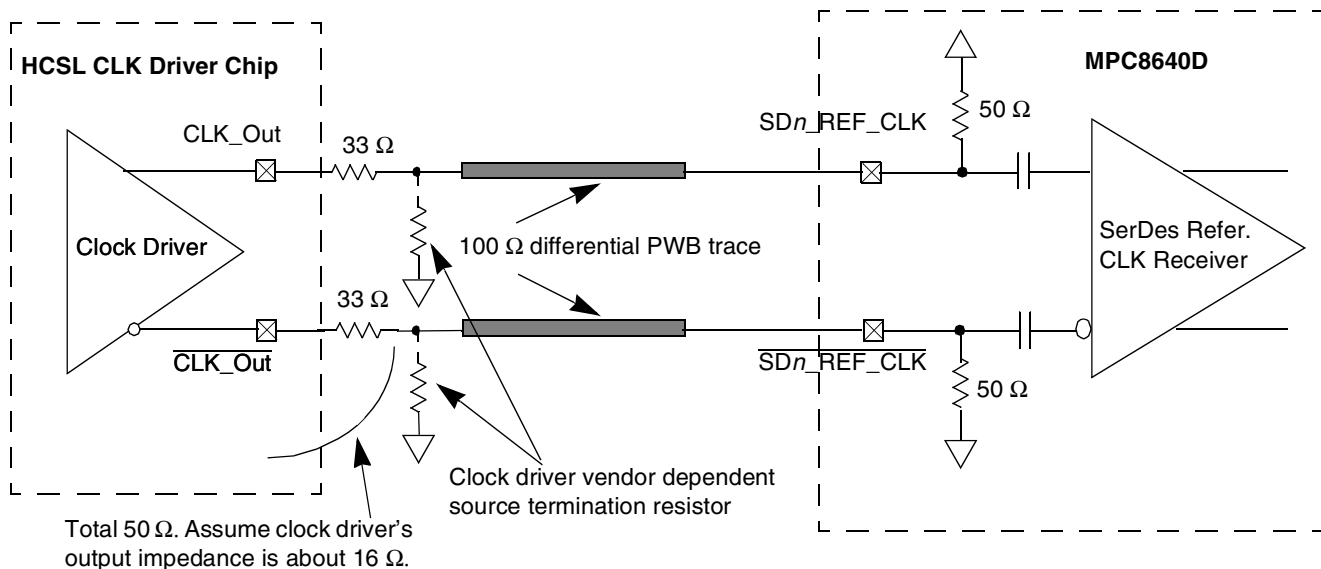 HCSL CLK Driver Chip
MPC8640D
CLK_Out
33 Ω
SDn_REF_CLK
50 Ω
Clock Driver
100 Ω differential PWB trace
SerDes Refer.
CLK Receiver
33 Ω
CLK_Out
SDn_REF_CLK
50 Ω
Clock driver vendor dependent
source termination resistor
Total 50 Ω. Assume clock driver’s
output impedance is about 16 Ω.